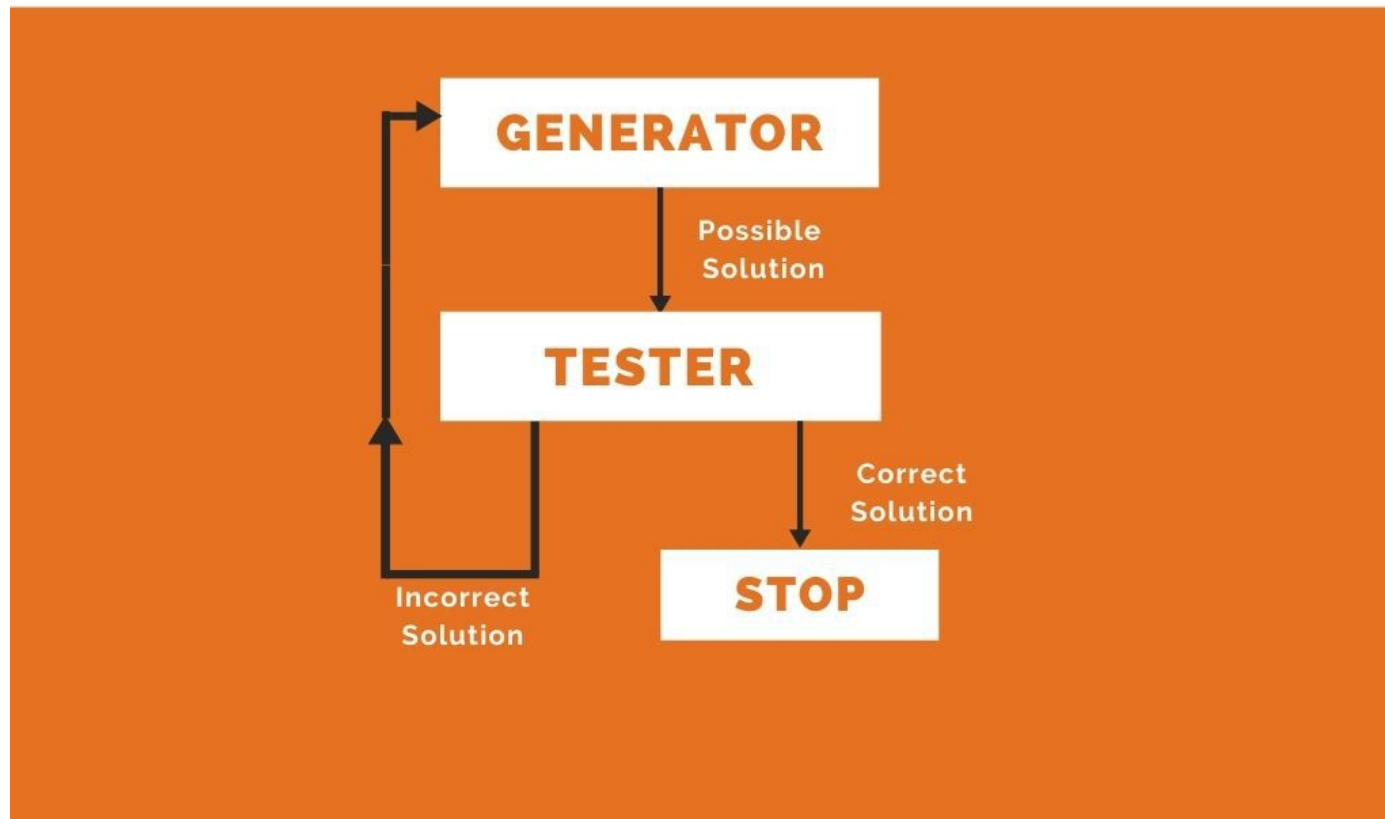 GENERATOR
Possible
Solution
TESTER
Correct
Solution
STOP
Incorrect
Solution